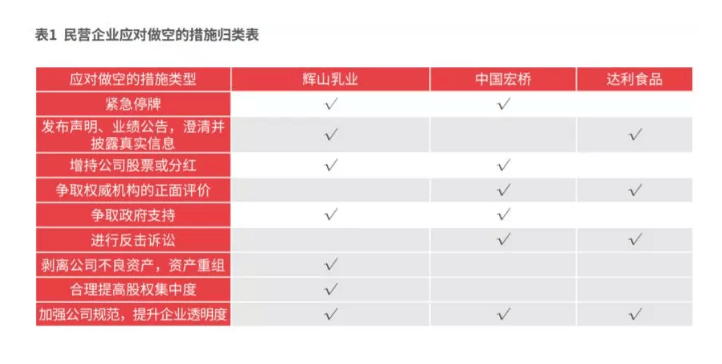 表1 民营企业应对做空的措施归类表
应对做空的措施类型 辉山乳业 中国宏桥 达利食品
紧急停牌 √ √
发布声明、业绩公告，澄清并
披露真实信息 √ √
增持公司股票或分红 √ √
争取权威机构的正面评价 √ √
争取政府支持 √ √
进行反击诉讼 √ √
剥离公司不良资产，资产重组 √
合理提高股权集中度 √
加强公司规范，提升企业透明度 √ √ √